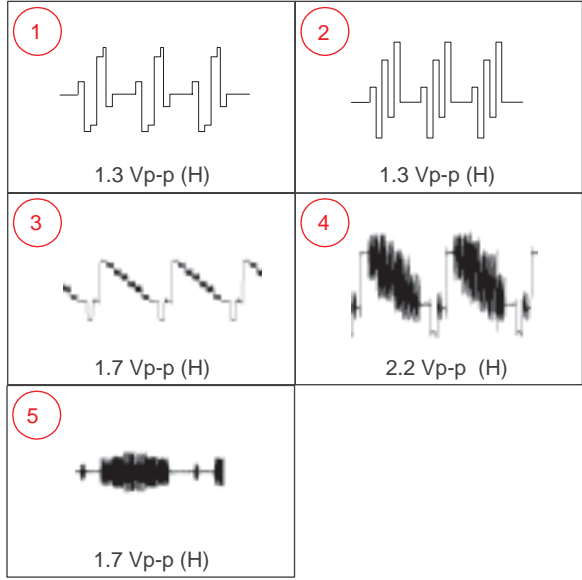 1
2
1.3 Vp-p (H)
1.3 Vp-p (H)
3
4
1.7 Vp-p (H)
2.2 Vp-p (H)
5
1.7 Vp-p (H)